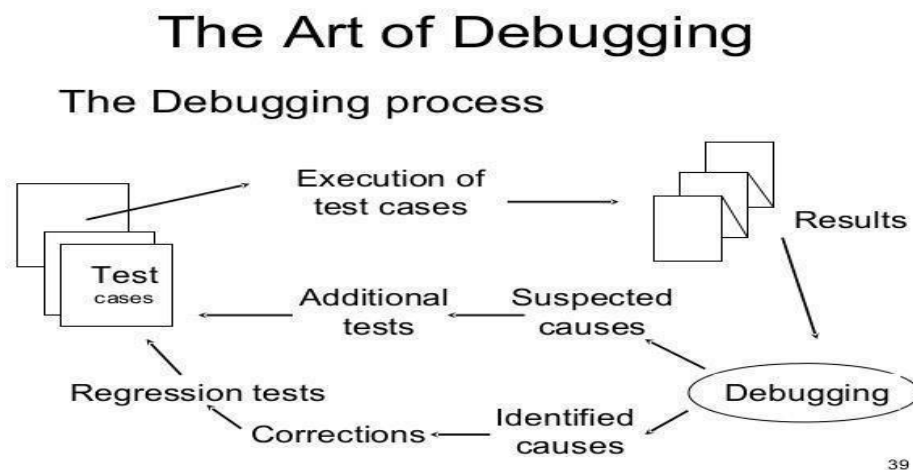 The Art of Debugging
The Debugging process
Execution of
test cases
Results
Test
cases
Additional
tests
Suspected
causes
Debugging
Regression tests
Corrections
Identified
causes
39